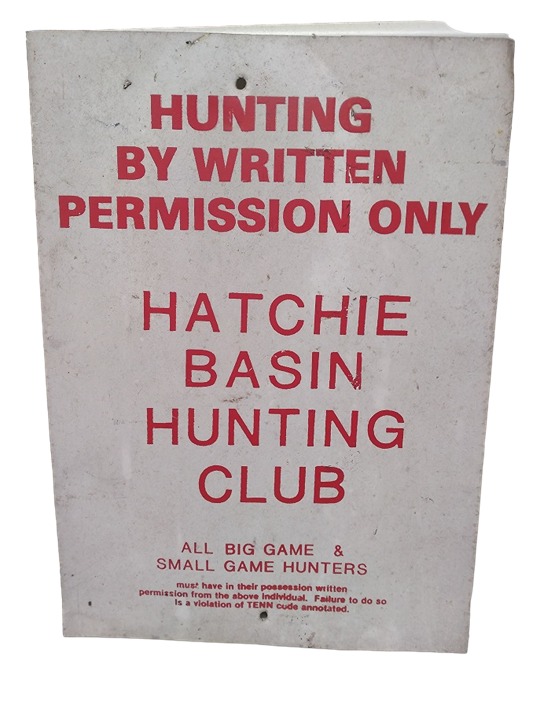 HUNTING
BY WRITTEN
PERMISSION ONLY
HATCHIE
BASIN
HUNTING
CLUB
ALL BIG GAME &
SMALL GAME HUNTERS
must have in their possession written
permission from the above individual. Failure to do so
is a violation of TENN code annotated.